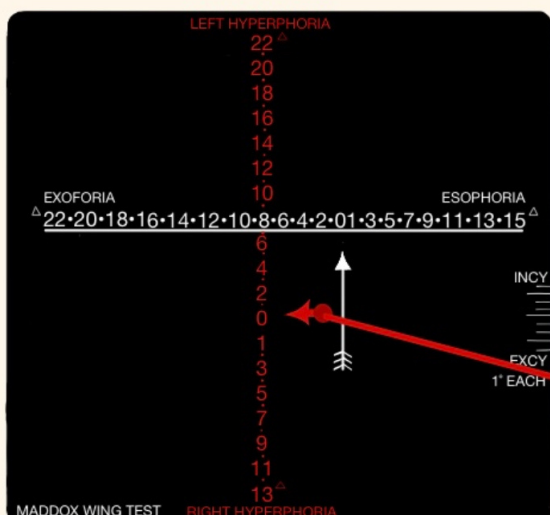 LEFT HYPERPHORIA
22△
20
18
16
14
12
10
EXOFORIA
ESOPHORIA
△22•20•18•16•14•12•10•8•6•4•2•01•3•5•7•9•11•13•15△
6
4
2
0
1
3
5
7
9
11
13△
INCY
EXCY
1° EACH
MADDOX WING TEST
RIGHT HYPERPHORIA